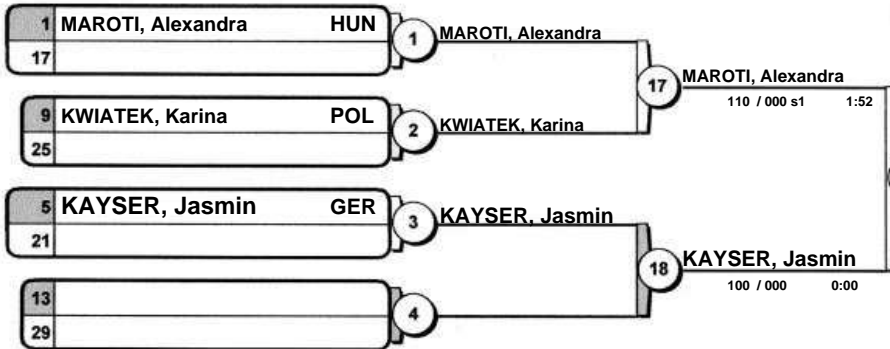 1 MAROTI, Alexandra HUN
17
1
MAROTI, Alexandra
9 KWIATEK, Karina POL
25
2
KWIATEK, Karina
17
MAROTI, Alexandra
110 / 000 s1 1:52
5 KAYSER, Jasmin GER
21
3
KAYSER, Jasmin
13
29
4
18
KAYSER, Jasmin
100 / 000 0:00